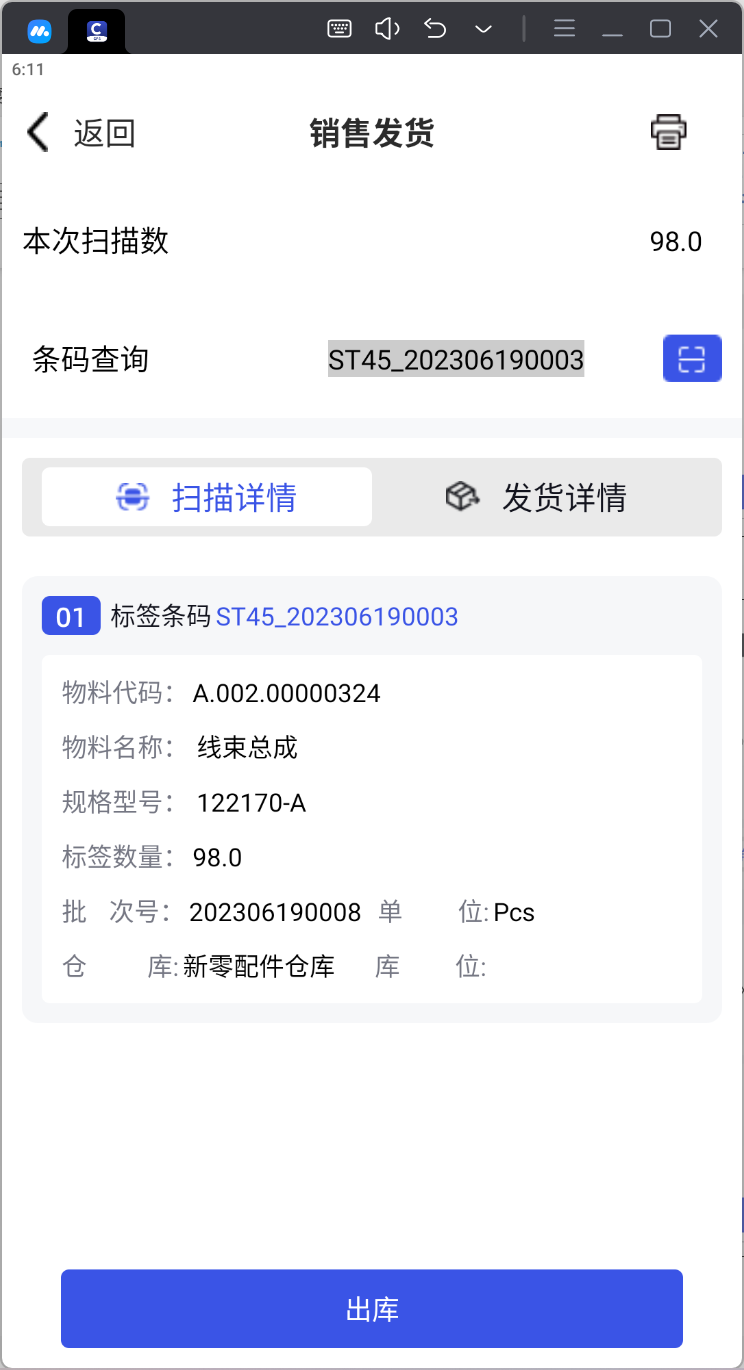 6:11
返回 销售发货
本次扫描数 98.0
条码查询 ST45_202306190003
扫描详情 发货详情
01 标签条码 ST45_202306190003
物料代码： A.002.00000324
物料名称： 线束总成
规格型号： 122170-A
标签数量： 98.0
批 次号： 202306190008 单 位: Pcs
仓 库: 新零配件仓库 库 位:
出库